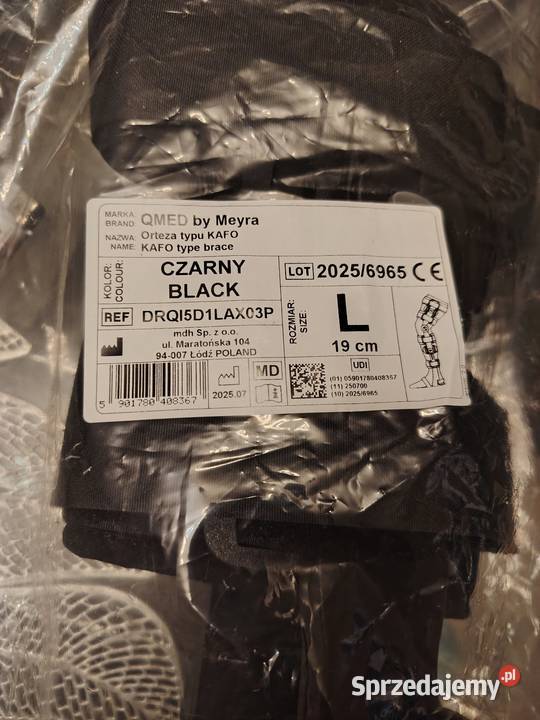 MARKA:
BRAND: QMED by Meyra
NAZWA: Orteza typu KAFO
NAME: KAFO type brace
KOLOR:
COLOUR:
CZARNY
BLACK
LOT 2025/6965 CE
REF DRQI5D1LAX03P
ROZMIAR:
SIZE:
L
19 cm
mdh Sp. z o.o.
ul. Maratońska 104
94-007 Łódź POLAND
5 901780 408367
2025.07
MD
UDI
(01) 05901780408367
(11) 250700
(10) 2025/6965
Sprzedajemy.pl